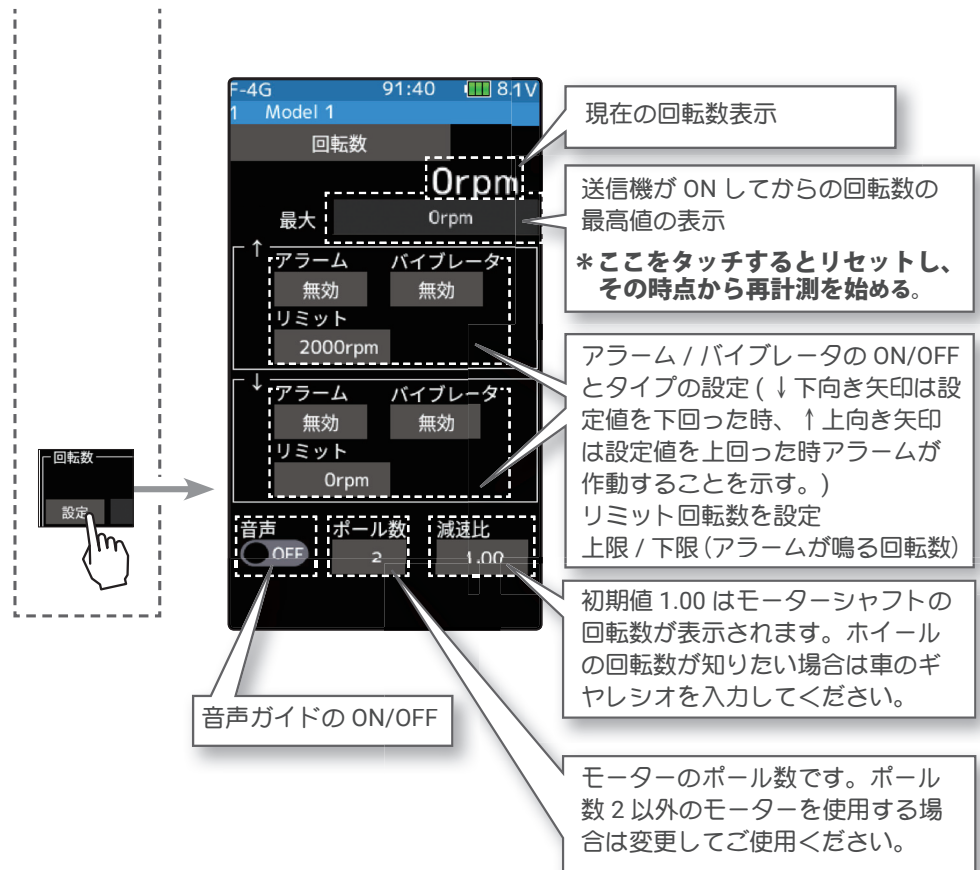 F-4G 91:40 8.1V
1 Model 1
回転数
0rpm
最大 0rpm
↑
アラーム バイブレータ
無効 無効
リミット
2000rpm
↓
アラーム バイブレータ
無効 無効
リミット
0rpm
音声 ポール数 減速比
OFF 2 1.00
回転数
設定
現在の回転数表示
送信機が ON してからの回転数の
最高値の表示
＊ここをタッチするとリセットし、
その時点から再計測を始める。
アラーム / バイブレータの ON/OFF
とタイプの設定 ( ↓下向き矢印は設
定値を下回った時、↑上向き矢印
は設定値を上回った時アラームが
作動することを示す。)
リミット回転数を設定
上限 / 下限（アラームが鳴る回転数）
初期値 1.00 はモーターシャフトの
回転数が表示されます。ホイール
の回転数が知りたい場合は車のギ
ヤレシオを入力してください。
音声ガイドの ON/OFF
モーターのポール数です。ポール
数 2 以外のモーターを使用する場
合は変更してご使用ください。